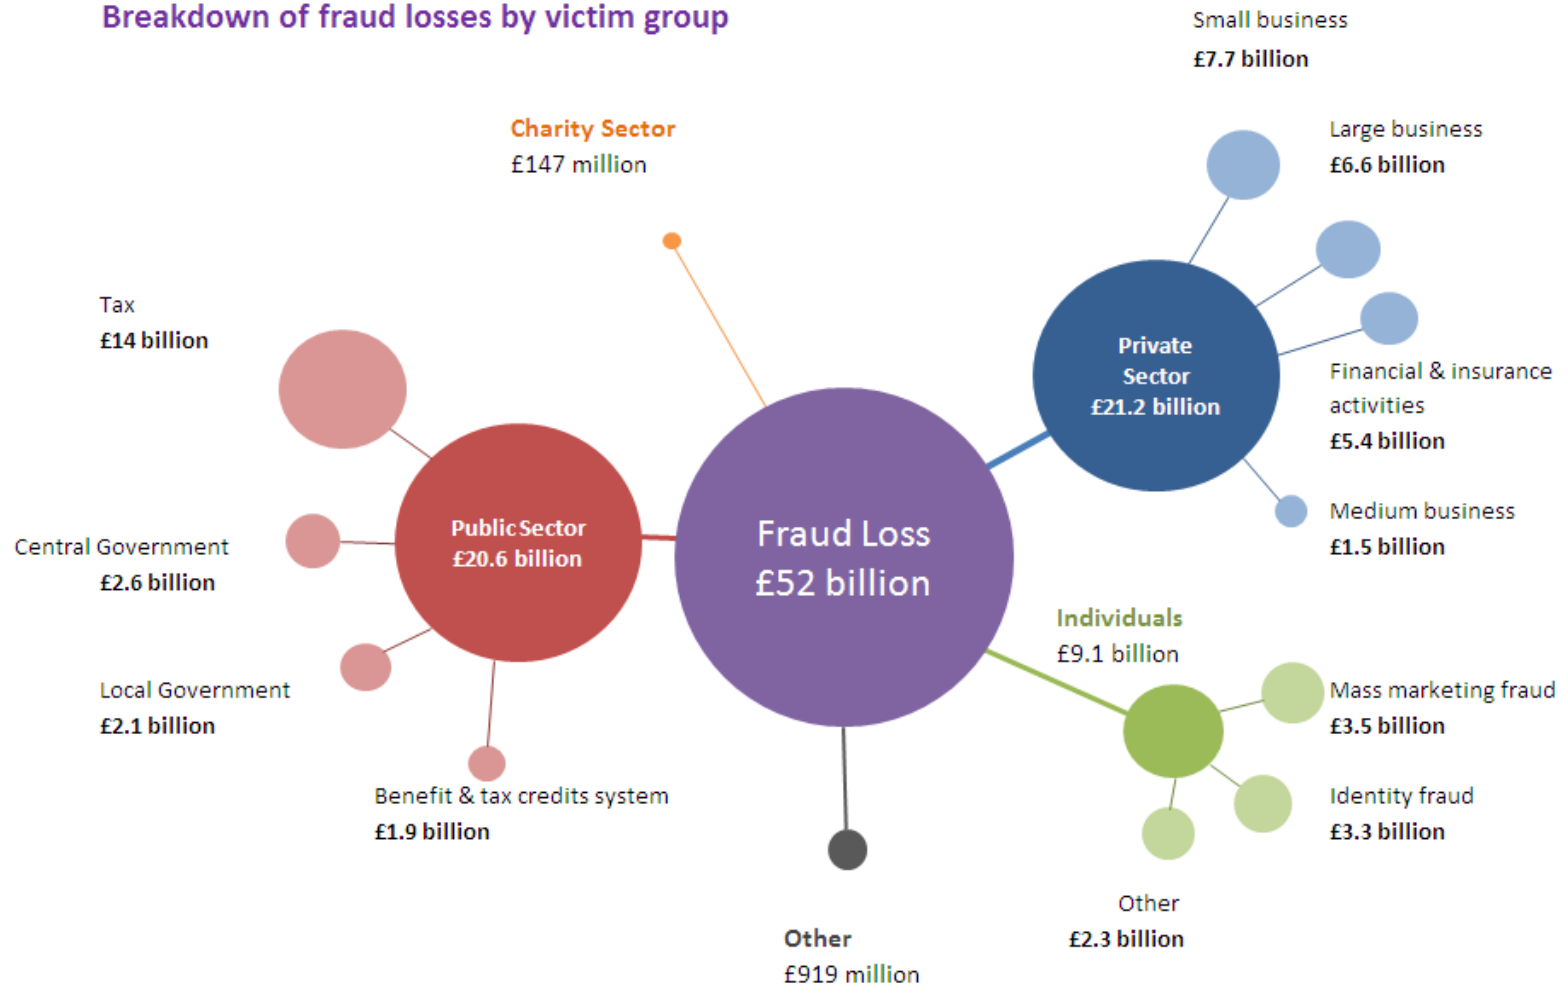 Breakdown of fraud losses by victim group
Small business
£7.7 billion
Charity Sector
£147 million
Large business
£6.6 billion
Tax
£14 billion
Private
Sector
£21.2 billion
Financial & insurance
activities
£5.4 billion
Public Sector
£20.6 billion
Fraud Loss
£52 billion
Medium business
£1.5 billion
Central Government
£2.6 billion
Individuals
£9.1 billion
Local Government
£2.1 billion
Mass marketing fraud
£3.5 billion
Benefit & tax credits system
£1.9 billion
Identity fraud
£3.3 billion
Other
£2.3 billion
Other
£919 million